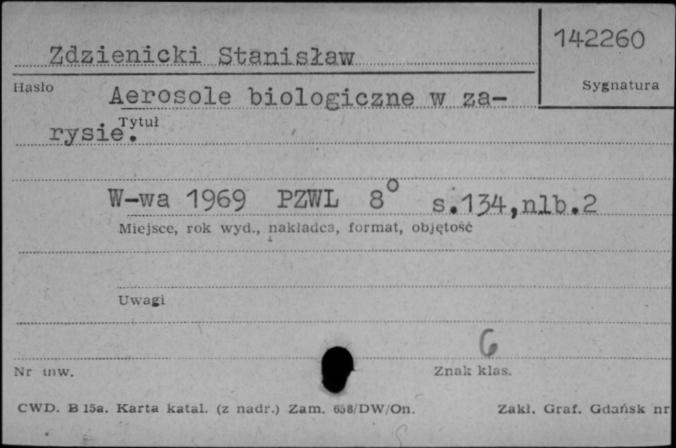 142260
Zdzienicki Stanisław
Hasło
Sygnatura
Aerosole biologiczne w za-
Tytuł
rysie.
W-wa 1969 PZWL 8° s.134,nlb.2
Miejsce, rok wyd., nakładca, format, objętość
Uwagi
6
Nr inw.
Znak klas.
CWD. B 15a. Karta katal. (z nadr.) Zam. 658/DW/On.
Zakł. Graf. Gdańsk nr